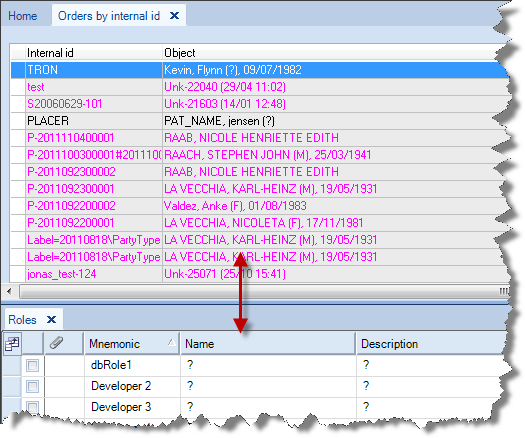 Home Orders by internal id ×
Internal id Object
TRON Kevin, Flynn (?), 09/07/1982
test Unk-22040 (29/04 11:02)
S20060629-101 Unk-21603 (14/01 12:48)
PLACER PAT_NAME, jensen (?)
P-2011110400001 RAAB, NICOLE HENRIETTE EDITH
P-2011100300001#2011100 RAACH, STEPHEN JOHN (M), 25/03/1941
P-2011092300002 RAAB, NICOLE HENRIETTE EDITH
P-2011092300001 LA VECCHIA, KARL-HEINZ (M), 19/05/1931
P-2011092200002 Valdez, Anke (F), 01/08/1983
P-2011092200001 LA VECCHIA, NICOLETA (F), 17/11/1981
Label=20110818\PartyType LA VECCHIA, KARL-HEINZ (M), 19/05/1931
Label=20110818\PartyType LA VECCHIA, KARL-HEINZ (M), 19/05/1931
jonas_test-124 Unk-25071 (25/10 15:41)
Roles ×
Mnemonic Name Description
dbRole1 ? ?
Developer 2 ? ?
Developer 3 ? ?